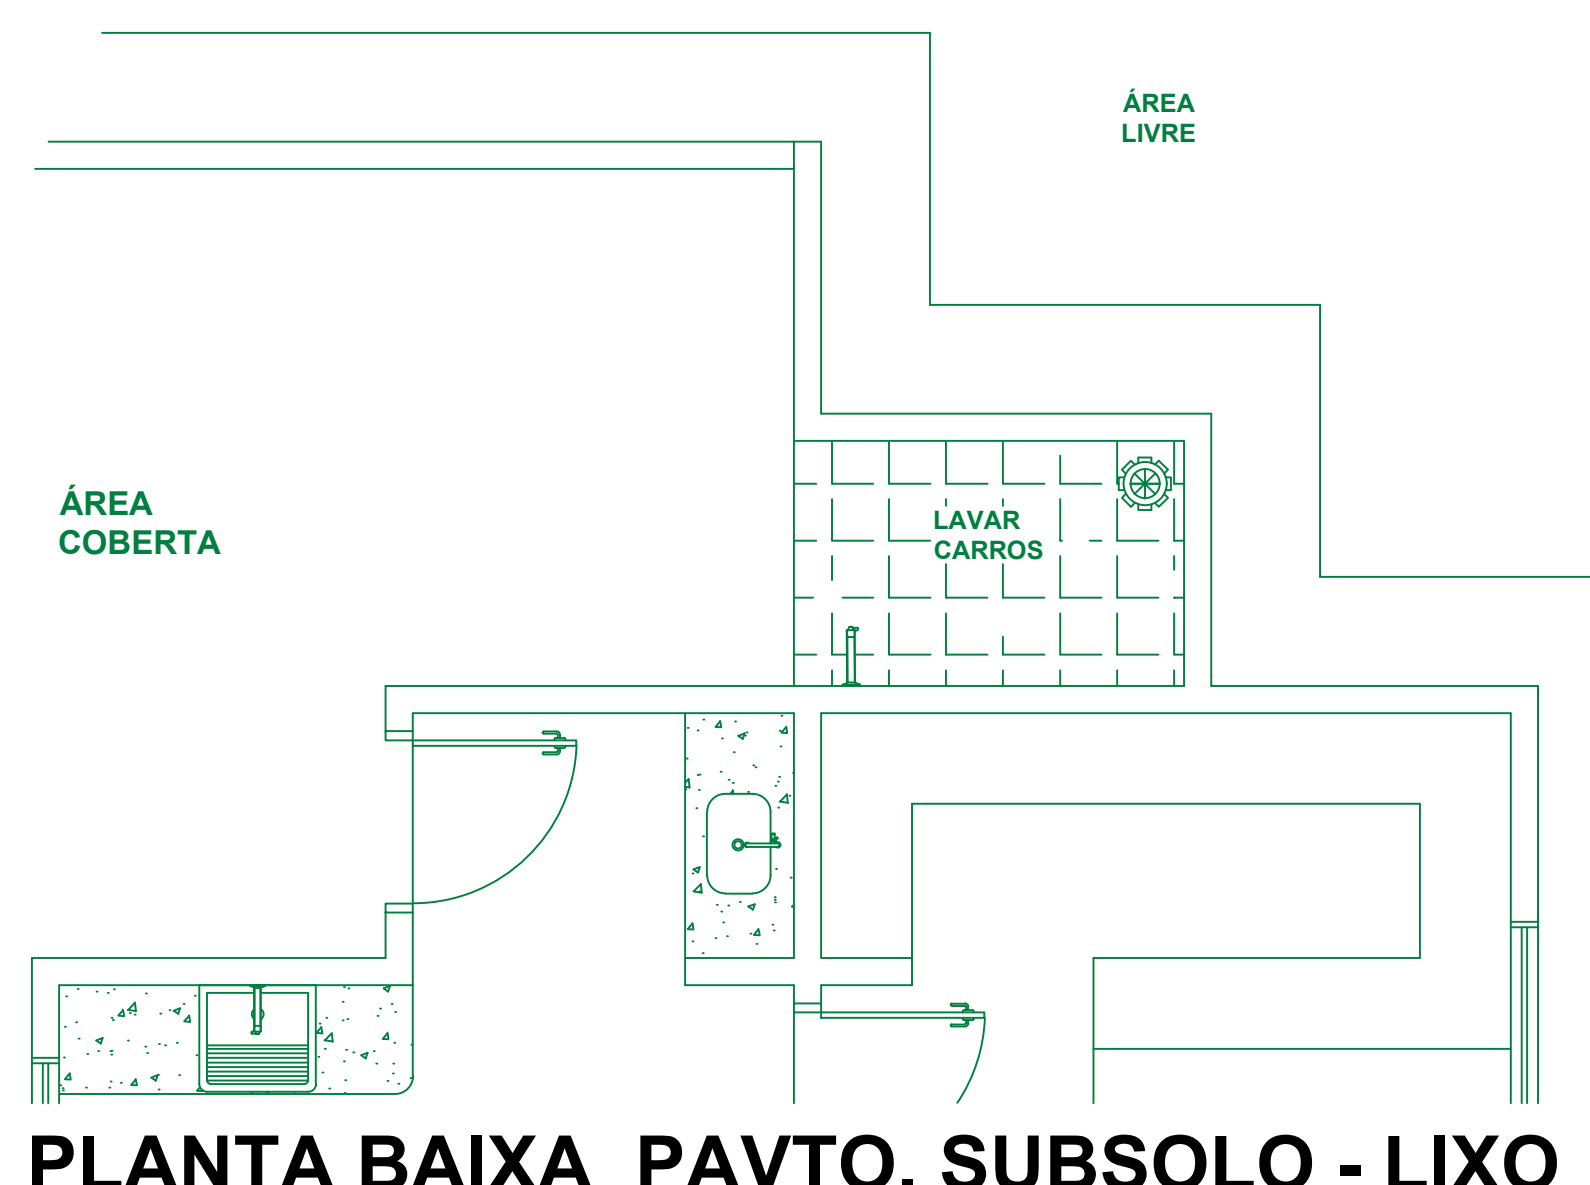 ÁREA
LIVRE
ÁREA
COBERTA
LAVAR
CARROS
PLANTA BAIXA PAVTO. SUBSOLO - LIXO